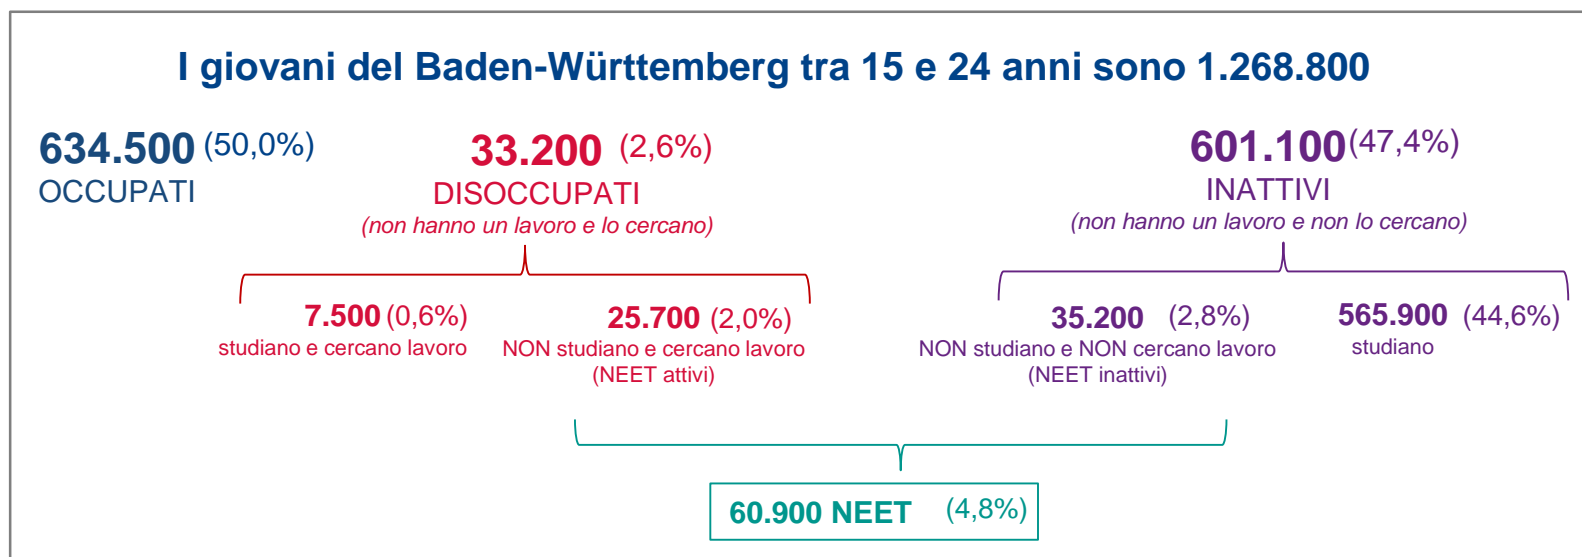 I giovani del Baden-Württemberg tra 15 e 24 anni sono 1.268.800
634.500 (50,0%)
OCCUPATI
33.200 (2,6%)
DISOCCUPATI
(non hanno un lavoro e lo cercano)
601.100 (47,4%)
INATTIVI
(non hanno un lavoro e non lo cercano)
7.500 (0,6%)
studiano e cercano lavoro
25.700 (2,0%)
NON studiano e cercano lavoro
(NEET attivi)
35.200 (2,8%)
NON studiano e NON cercano lavoro
(NEET inattivi)
565.900 (44,6%)
studiano
60.900 NEET (4,8%)